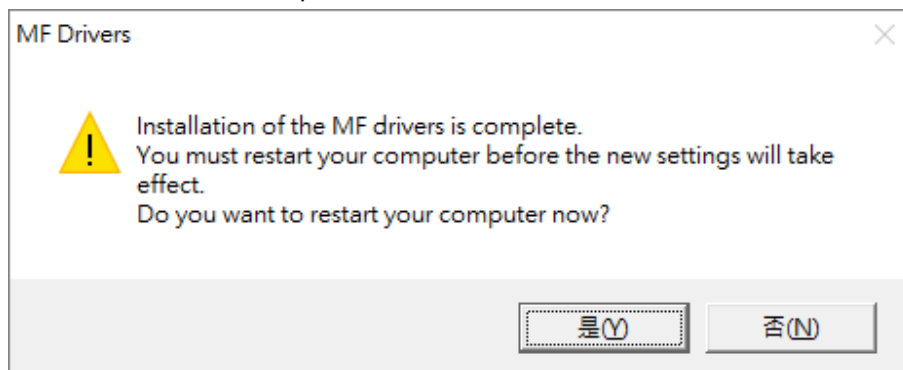 MF Drivers
Installation of the MF drivers is complete.
You must restart your computer before the new settings will take
effect.
Do you want to restart your computer now?
是(Y)
否(N)